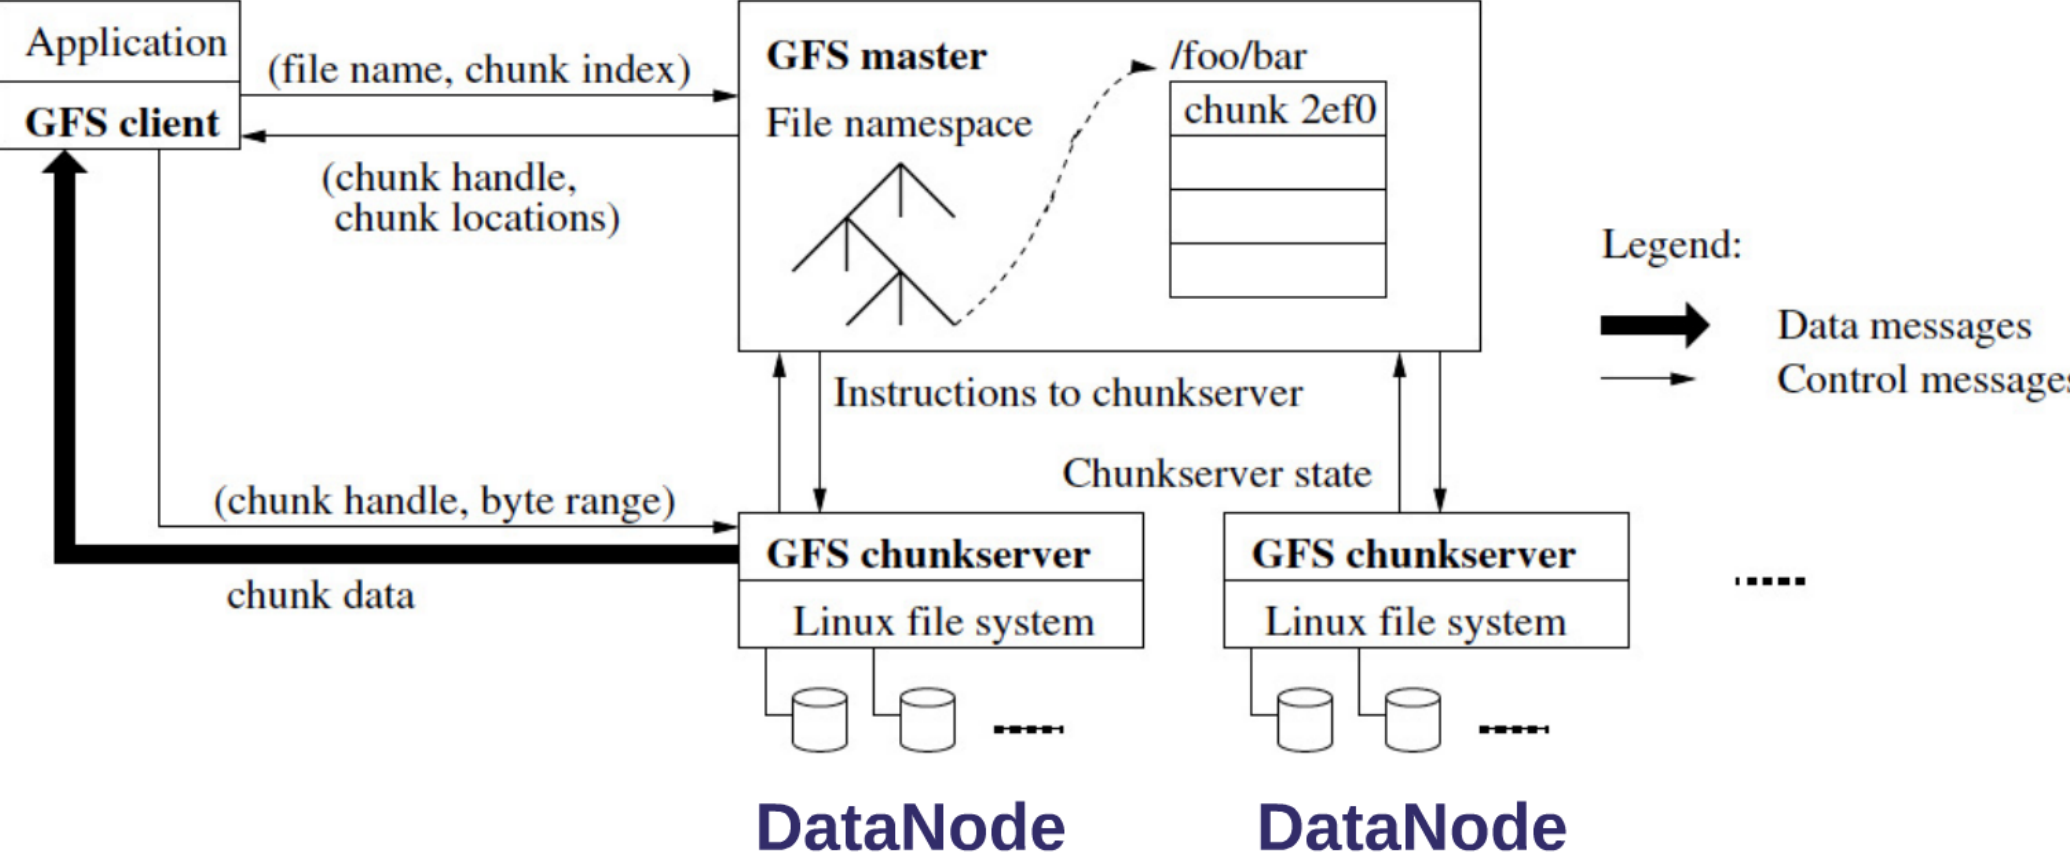 Application
GFS client
(file name, chunk index)
(chunk handle,
chunk locations)
GFS master
File namespace
/foo/bar
chunk 2ef0
Legend:
Data messages
Control messages
Instructions to chunkserver
Chunkserver state
(chunk handle, byte range)
chunk data
GFS chunkserver
Linux file system
GFS chunkserver
Linux file system
DataNode
DataNode